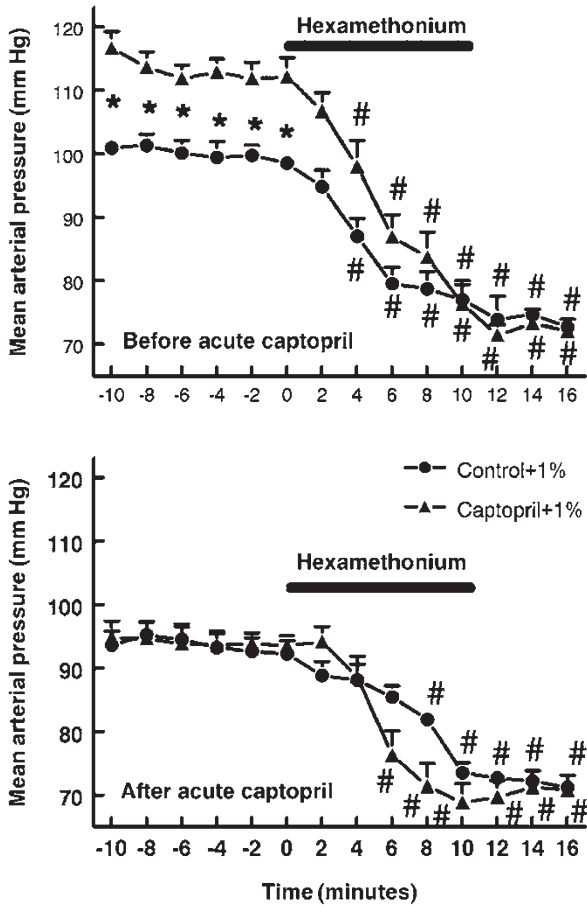 Hexamethonium
120
110
100
90
80
70
Mean arterial pressure (mm Hg)
* * * * * *
# # # # # # #
# # # # # # #
Before acute captopril
-10 -8 -6 -4 -2 0 2 4 6 8 10 12 14 16
Control+1%
Captopril+1%
Hexamethonium
120
110
100
90
80
70
Mean arterial pressure (mm Hg)
# # # # #
# # # # # #
After acute captopril
-10 -8 -6 -4 -2 0 2 4 6 8 10 12 14 16
Time (minutes)